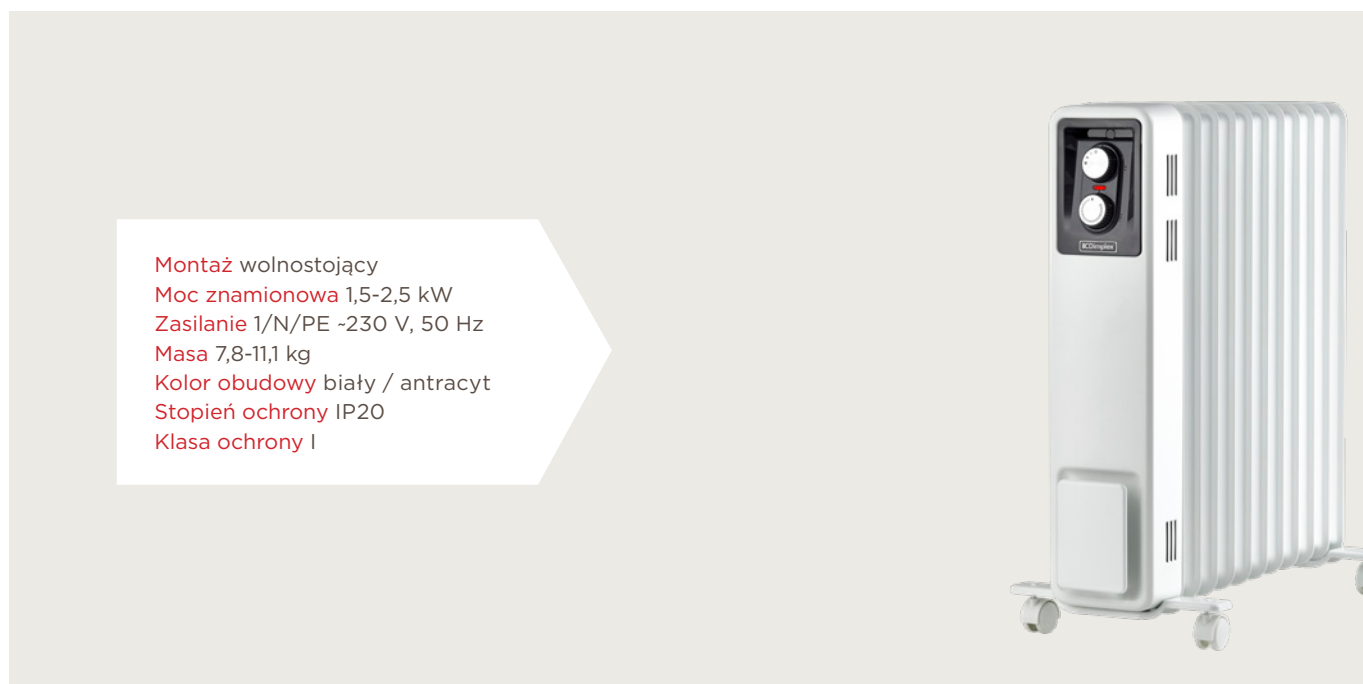 Montaż wolnostojący
Moc znamionowa 1,5-2,5 kW
Zasilanie 1/N/PE ~230 V, 50 Hz
Masa 7,8-11,1 kg
Kolor obudowy biały / antracyt
Stopień ochrony IP20
Klasa ochrony I
Dimplex